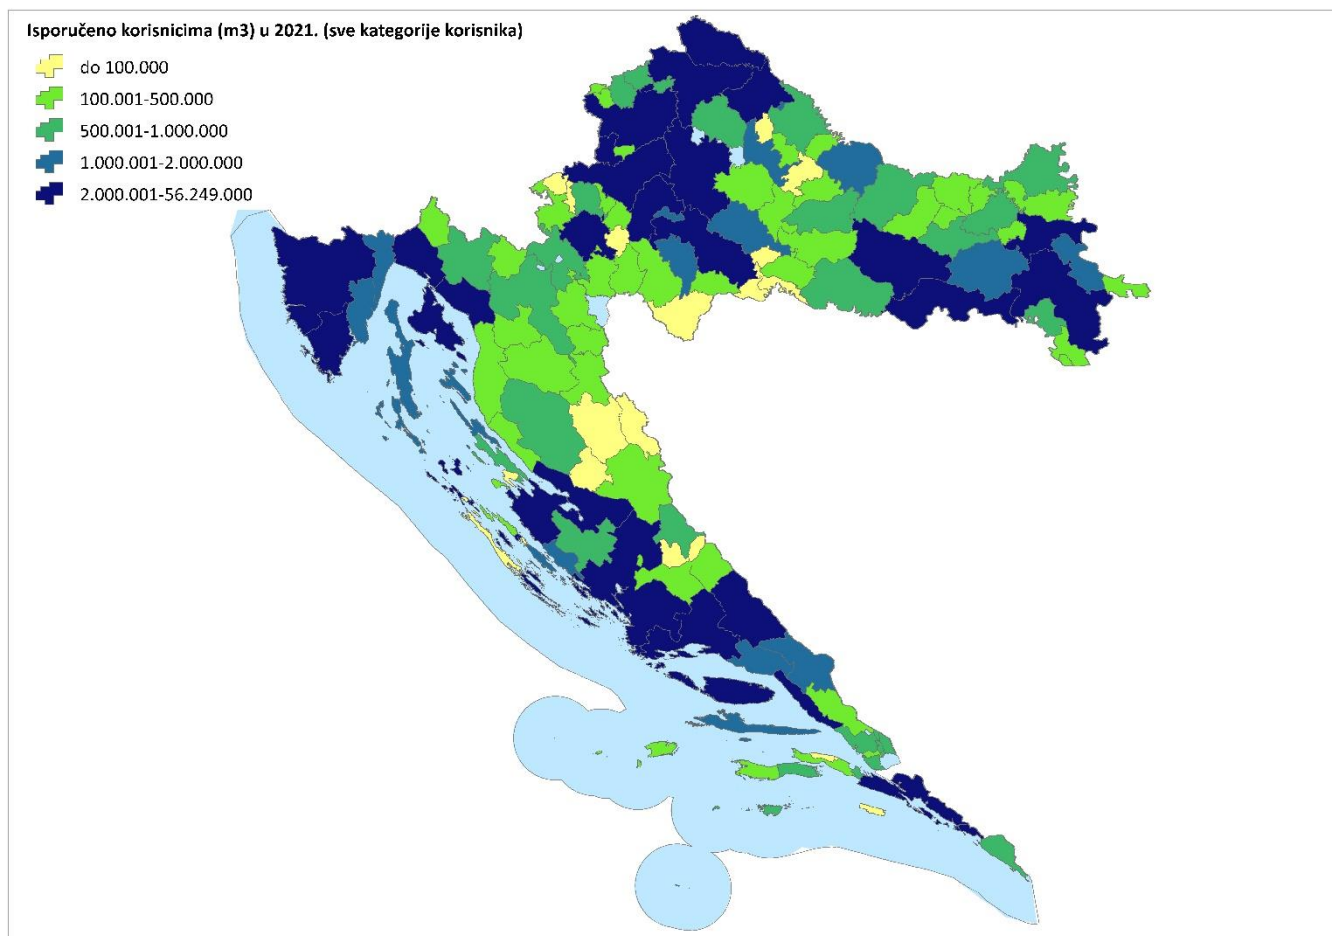 Isporučeno korisnicima (m3) u 2021. (sve kategorije korisnika)
do 100.000
100.001-500.000
500.001-1.000.000
1.000.001-2.000.000
2.000.001-56.249.000